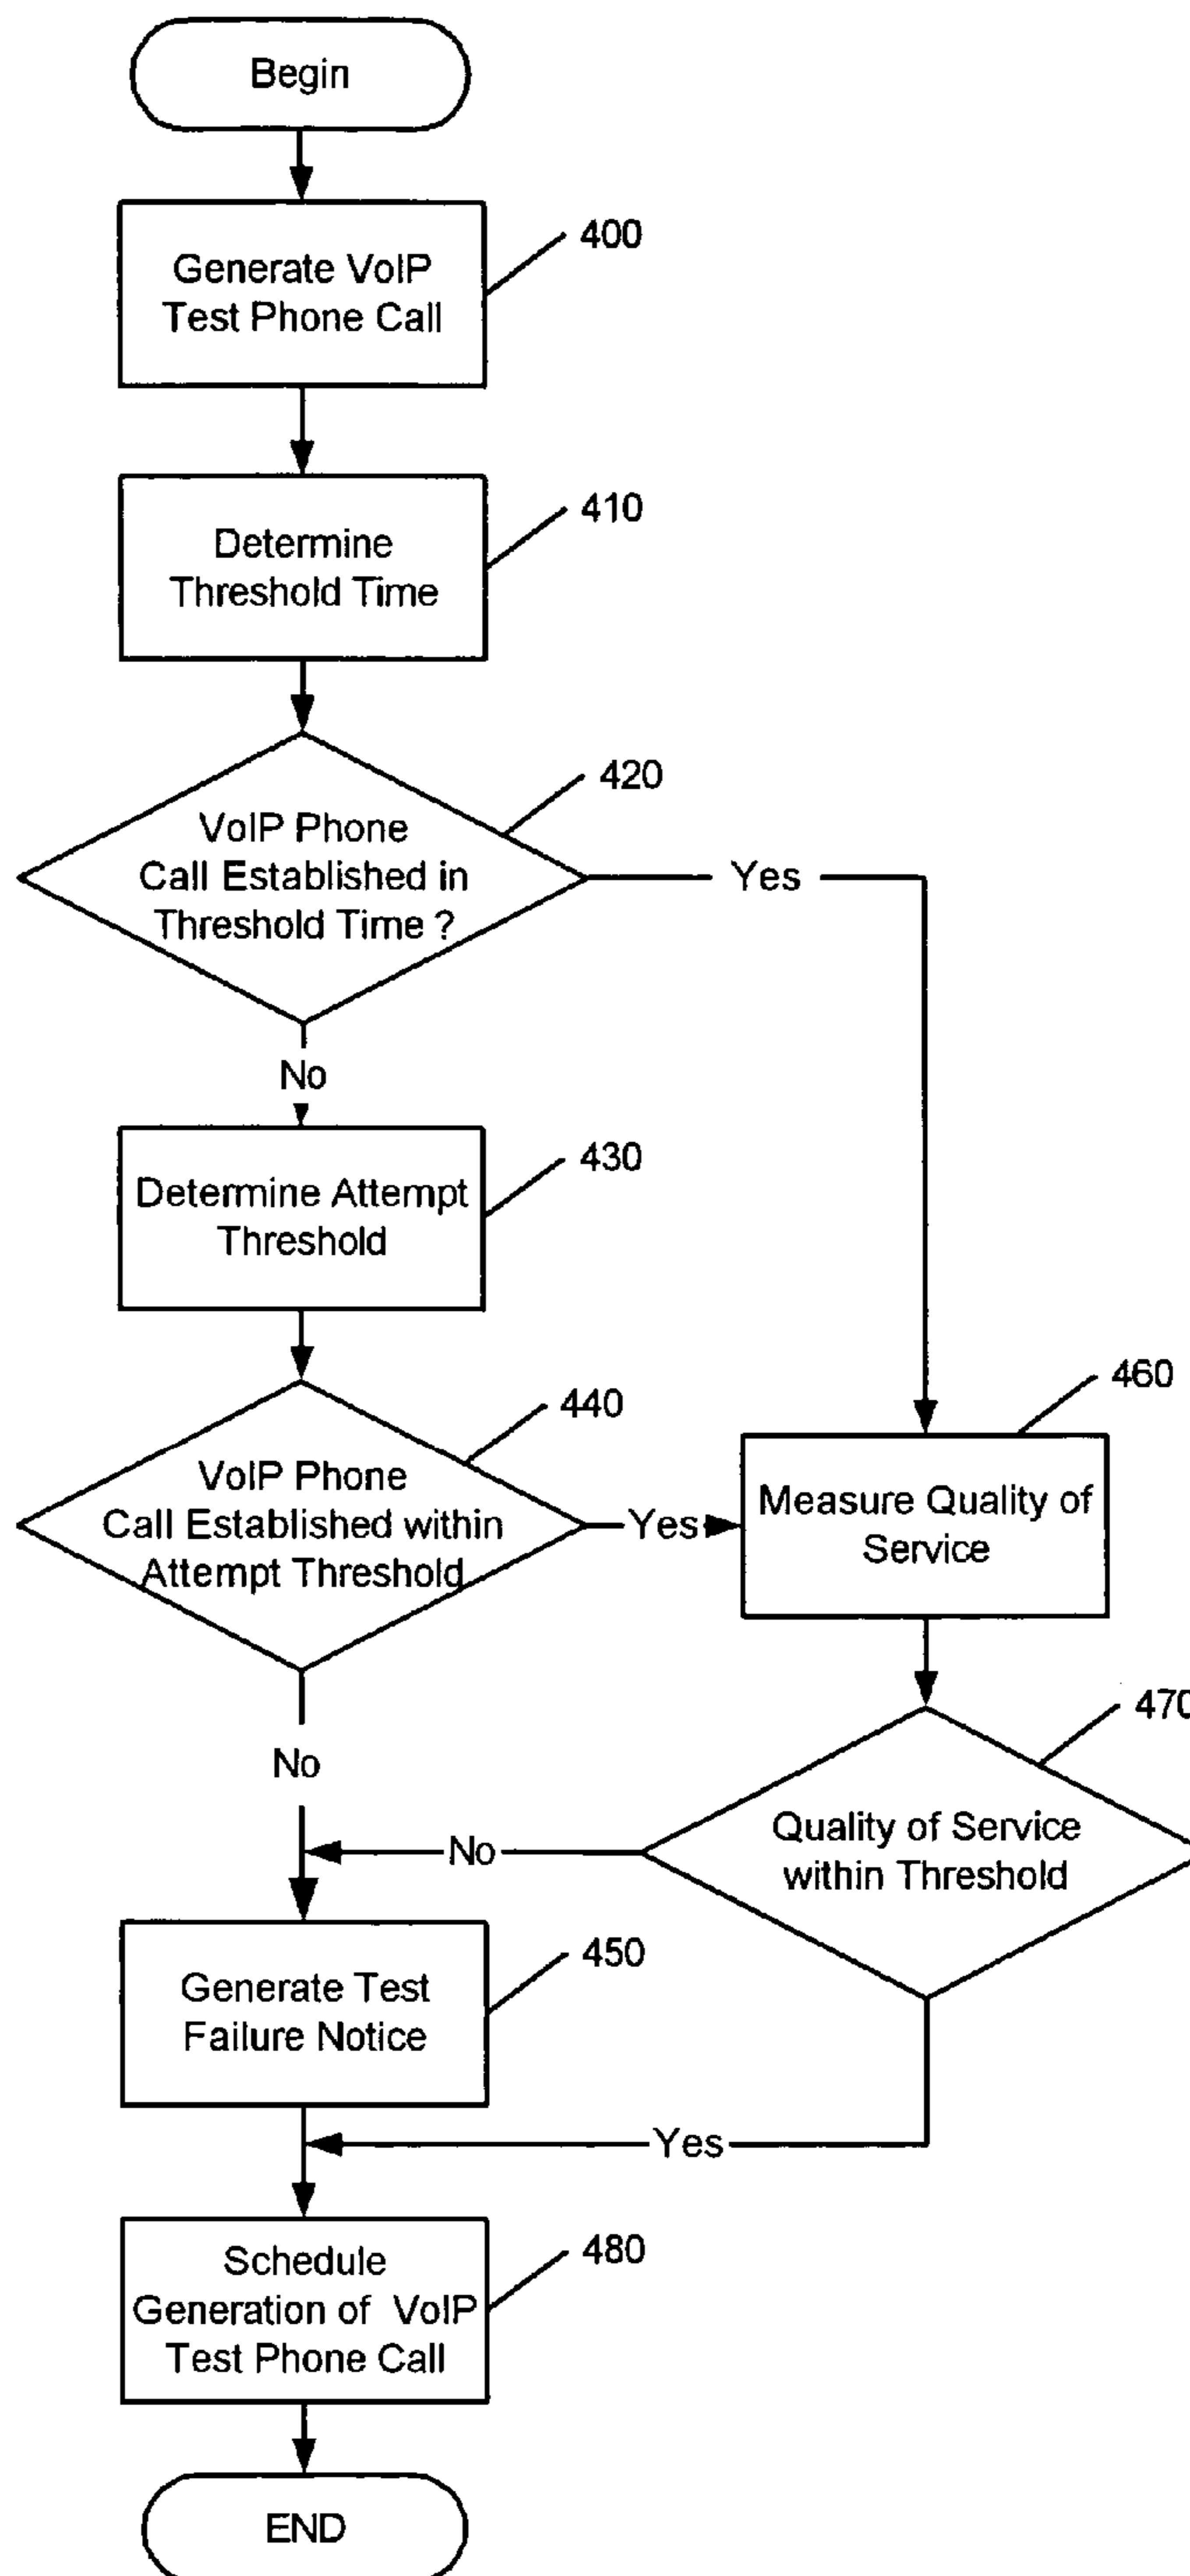 Begin
Generate VoIP
Test Phone Call
400
Determine
Threshold Time
410
VoIP Phone
Call Established in
Threshold Time ?
420
Yes
No
Determine Attempt
Threshold
430
VoIP Phone
Call Established within
Attempt Threshold
440
Yes
Measure Quality of
Service
460
No
Quality of Service
within Threshold
470
No
Generate Test
Failure Notice
450
Yes
Schedule
Generation of VoIP
Test Phone Call
480
END